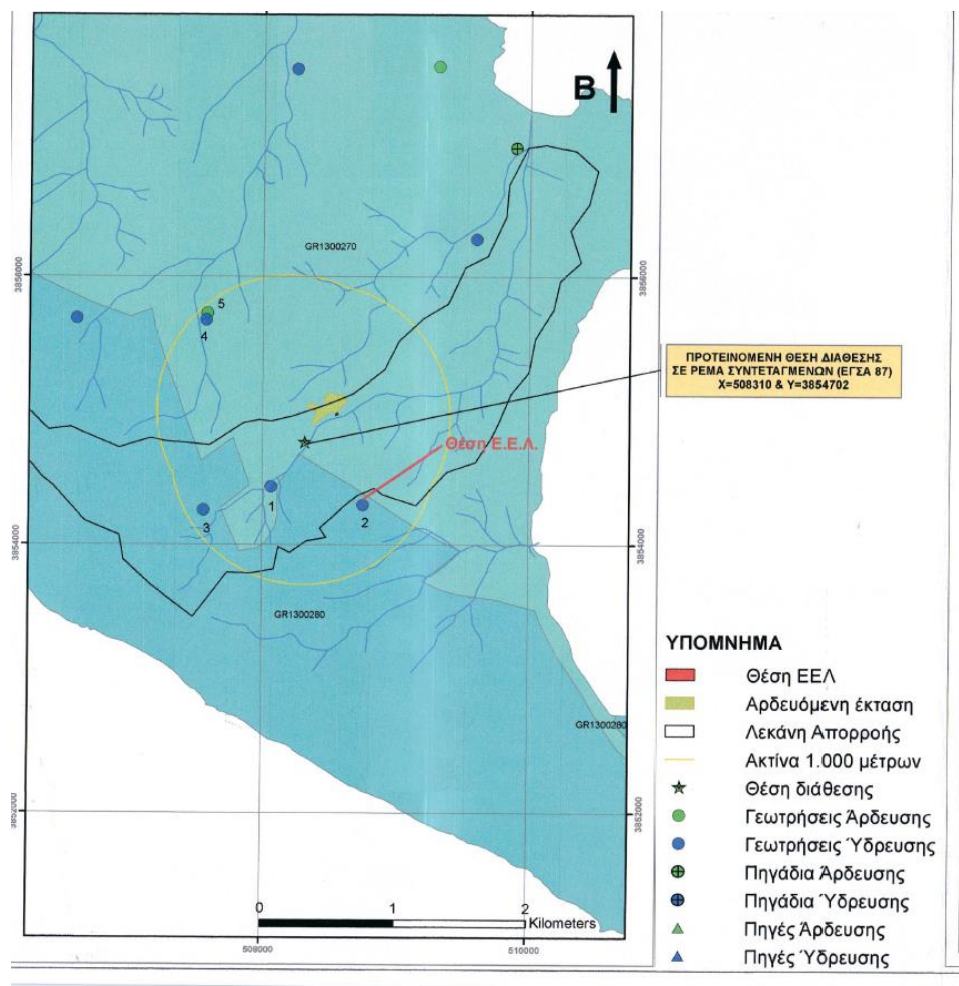 B
GR1300270
3856000
3856000
5
4
ΠΡΟΤΕΙΝΟΜΕΝΗ ΘΕΣΗ ΔΙΑΘΕΣΗΣ
ΣΕ ΡΕΜΑ ΣΥΝΤΕΤΑΓΜΕΝΩΝ (ΕΓΣΑ 87)
Χ=508310 & Υ=3854702
Θέση Ε.Ε.Λ.
1
2
3
3854000
3854000
GR1300280
GR1300280
3852000
3852000
0 1 2
Kilometers
508000
510000
ΥΠΟΜΝΗΜΑ
Θέση ΕΕΛ
Αρδευόμενη έκταση
Λεκάνη Απορροής
Ακτίνα 1.000 μέτρων
Θέση διάθεσης
Γεωτρήσεις Άρδευσης
Γεωτρήσεις Ύδρευσης
Πηγάδια Άρδευσης
Πηγάδια Ύδρευσης
Πηγές Άρδευσης
Πηγές Ύδρευσης